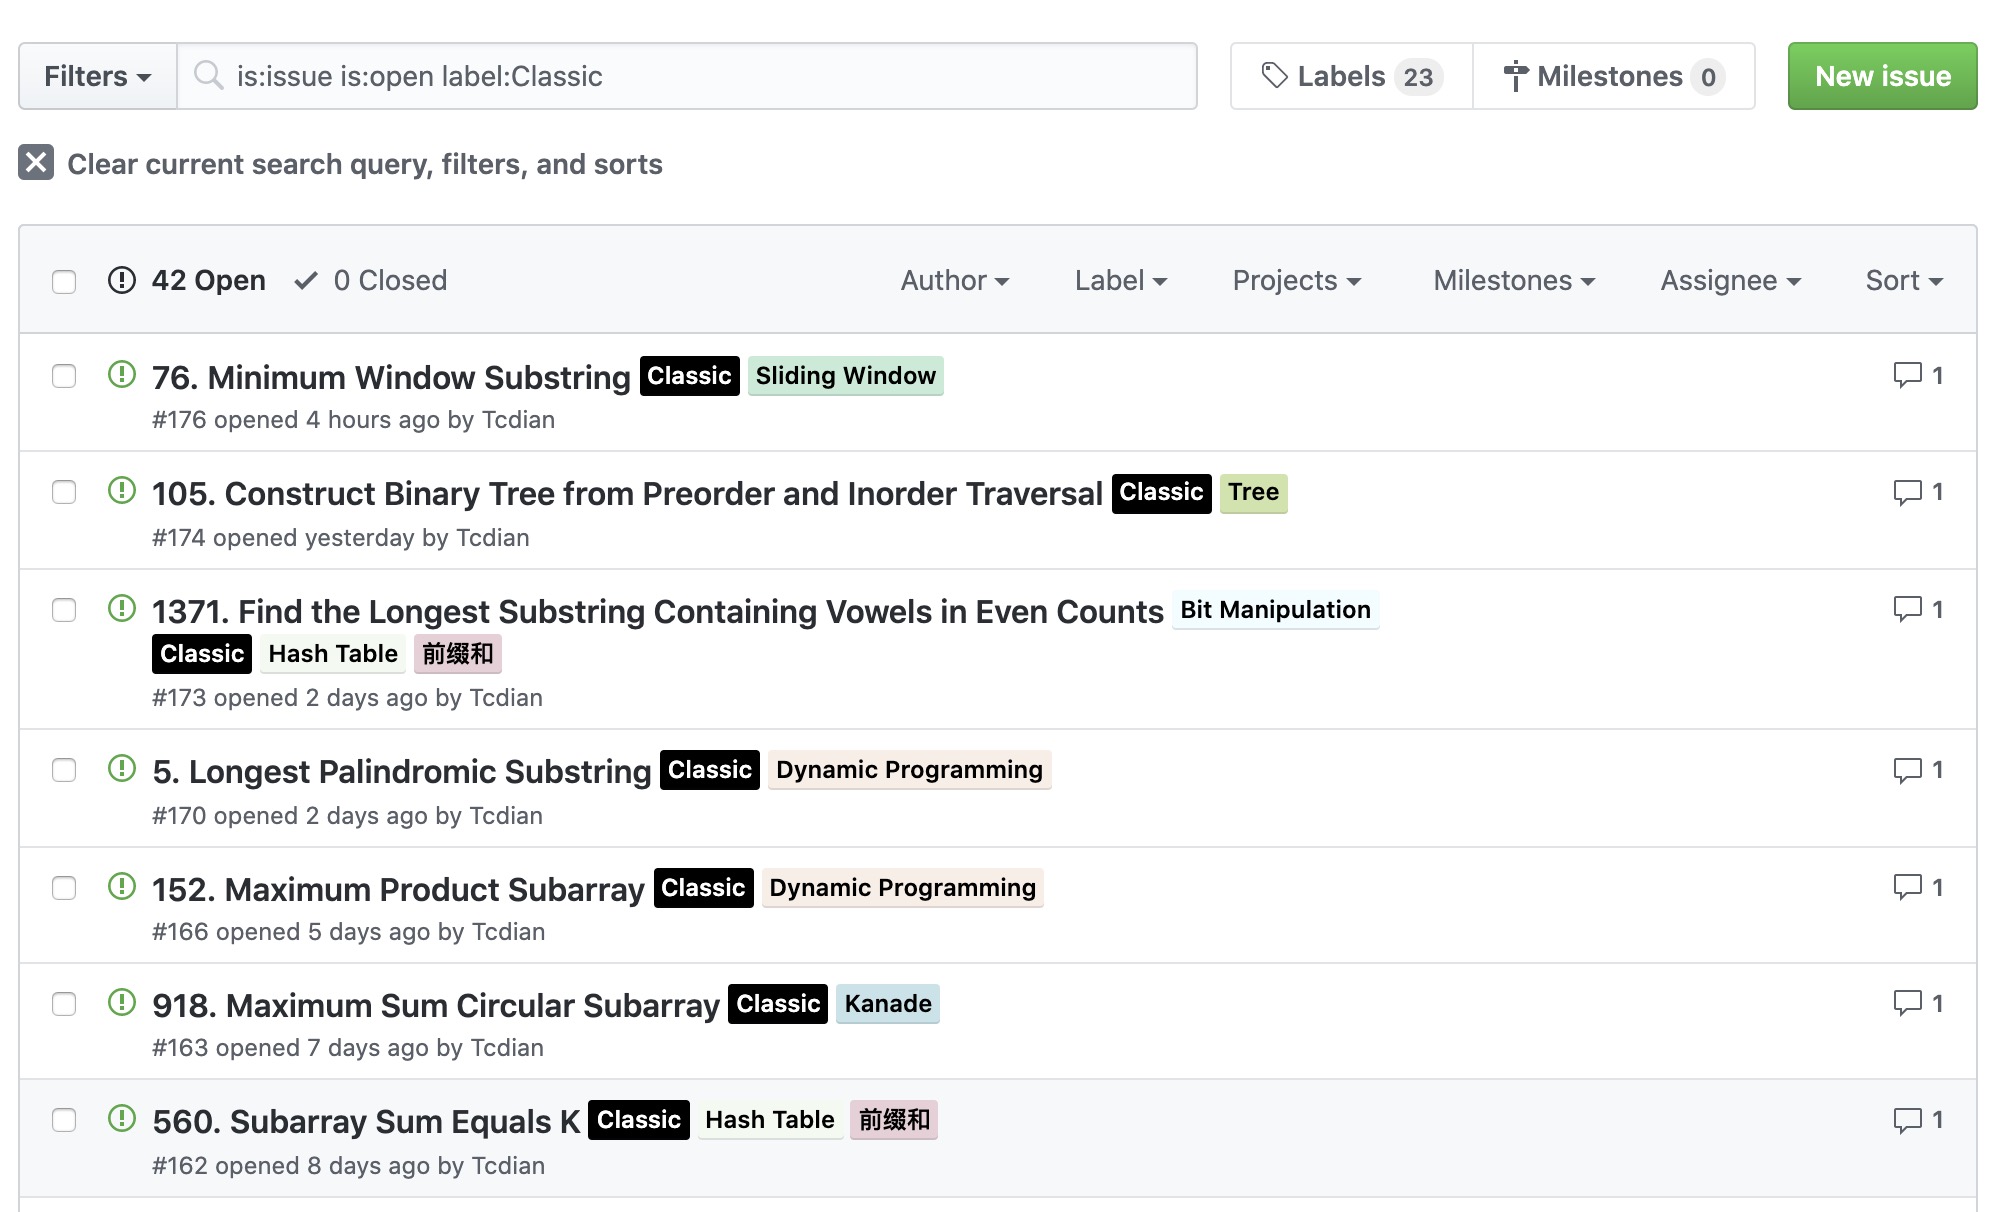 Filters is:issue is:open label:Classic Labels 23 Milestones 0 New issue
Clear current search query, filters, and sorts
42 Open 0 Closed Author Label Projects Milestones Assignee Sort
76. Minimum Window Substring Classic Sliding Window 1
#176 opened 4 hours ago by Tcdian
105. Construct Binary Tree from Preorder and Inorder Traversal Classic Tree 1
#174 opened yesterday by Tcdian
1371. Find the Longest Substring Containing Vowels in Even Counts Bit Manipulation 1
Classic Hash Table 前缀和
#173 opened 2 days ago by Tcdian
5. Longest Palindromic Substring Classic Dynamic Programming 1
#170 opened 2 days ago by Tcdian
152. Maximum Product Subarray Classic Dynamic Programming 1
#166 opened 5 days ago by Tcdian
918. Maximum Sum Circular Subarray Classic Kanade 1
#163 opened 7 days ago by Tcdian
560. Subarray Sum Equals K Classic Hash Table 前缀和 1
#162 opened 8 days ago by Tcdian